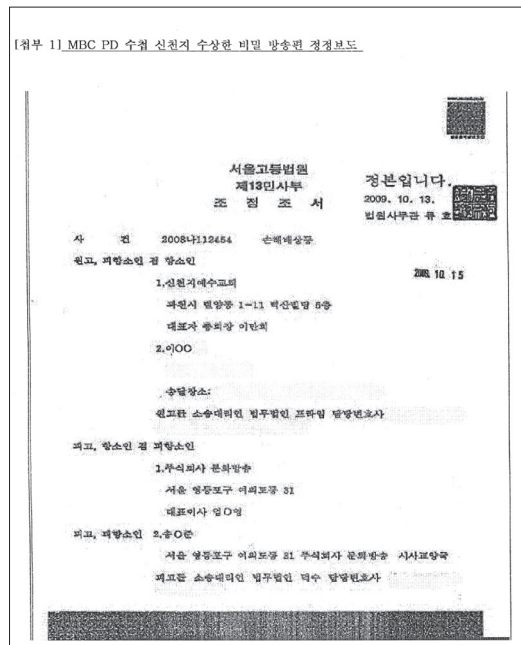 [첨부 1] MBC PD 수첩 신천지 수상한 비밀 방송편 정정보도
서울고등법원
제13민사부
조 정 조 서
정본입니다.
2009. 10. 13.
법원사무관 류 호
사 건 2008나112454 손해배상등
원고, 피항소인 겸 항소인
2009. 10. 15
1.신천지예수교회
과천시 별양동 1-11 벽산빌딩 5층
대표자 총회장 이만희
2.이OO
송달장소:
원고들 소송대리인 법무법인 프라임 담당변호사
피고, 항소인 겸 피항소인
1.주식회사 문화방송
서울 영등포구 여의도동 31
대표이사 엄O영
피고, 피항소인 2.송O준
서울 영등포구 여의도동 31 주식회사 문화방송 시사교양국
피고들 소송대리인 법무법인 덕수 담당변호사